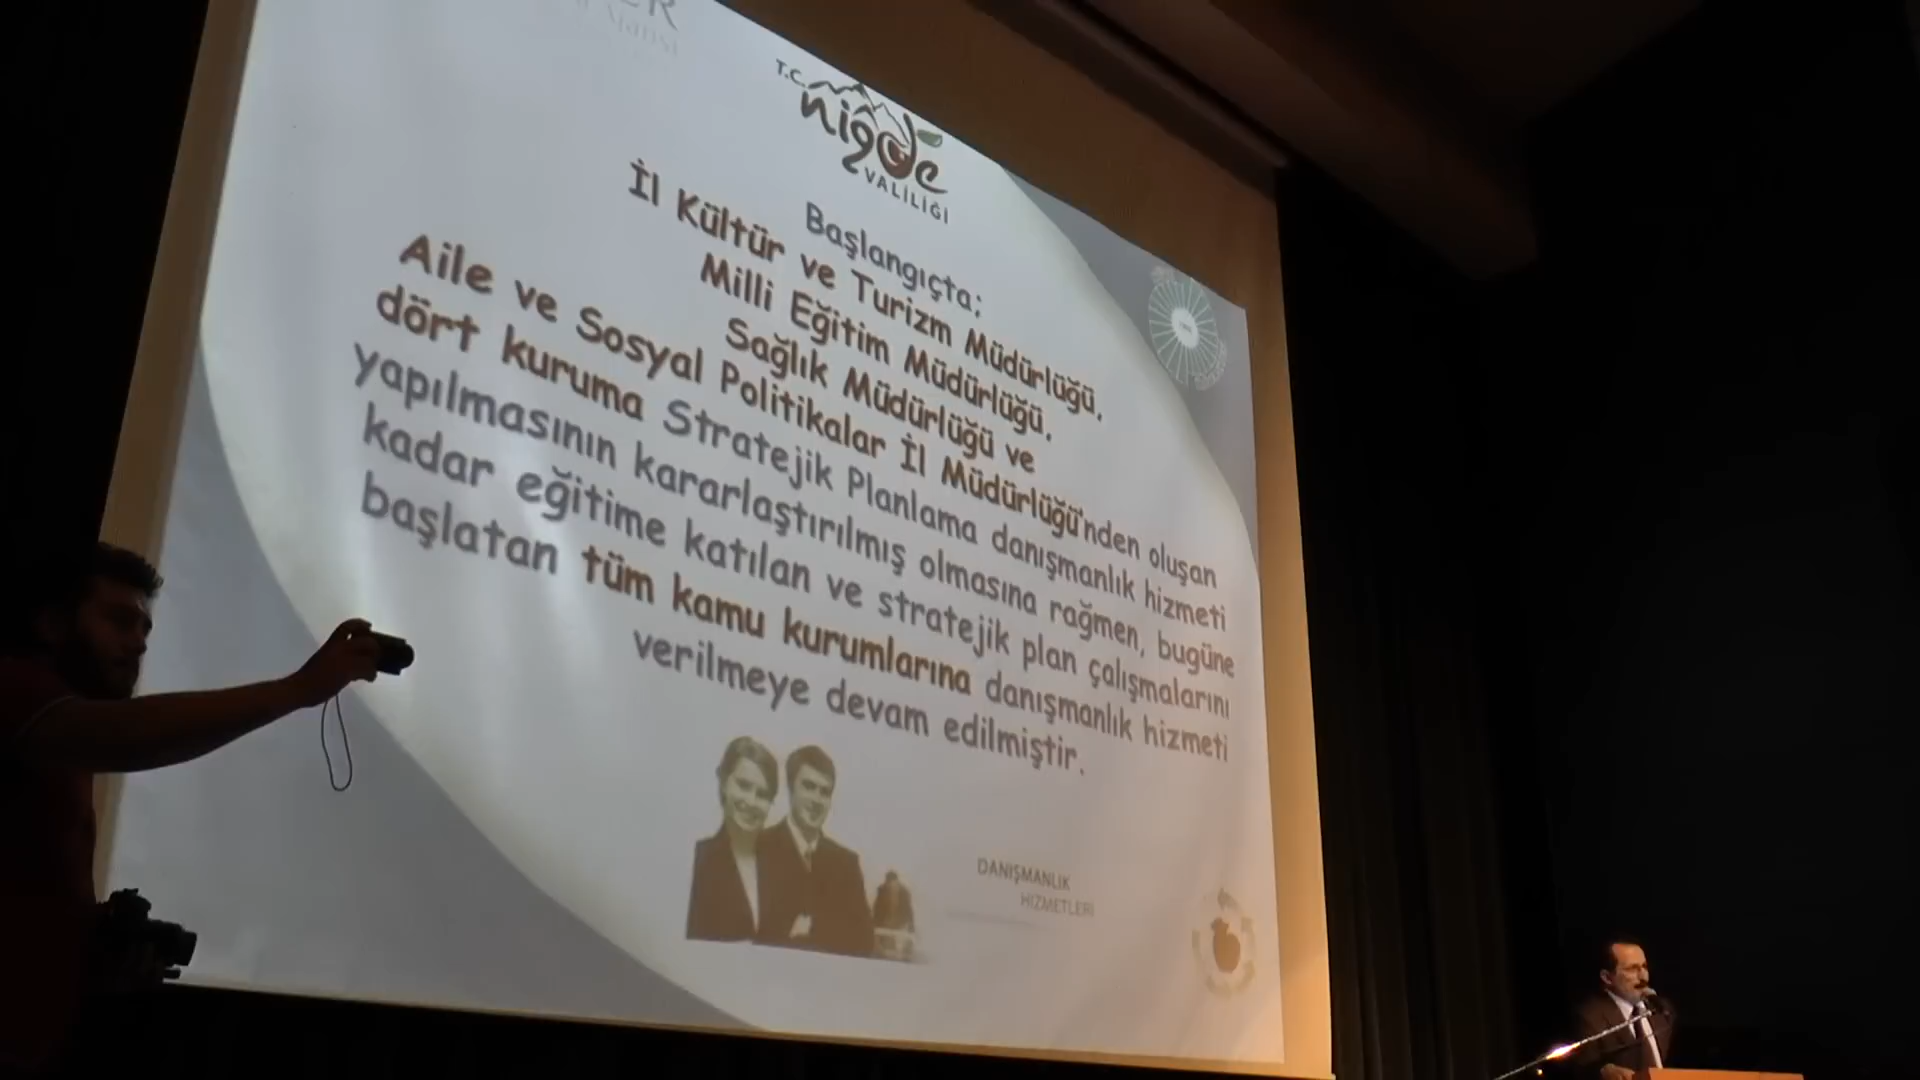 T.C.
niğde
VALİLİĞİ
Başlangıçta;
İl Kültür ve Turizm Müdürlüğü,
Milli Eğitim Müdürlüğü,
Sağlık Müdürlüğü ve
Aile ve Sosyal Politikalar İl Müdürlüğü'nden oluşan
dört kuruma Stratejik Planlama danışmanlık hizmeti
yapılmasının kararlaştırılmış olmasına rağmen, bugüne
kadar eğitime katılan ve stratejik plan çalışmalarını
başlatan tüm kamu kurumlarına danışmanlık hizmeti
verilmeye devam edilmiştir.
DANIŞMANLIK
HİZMETLERİ